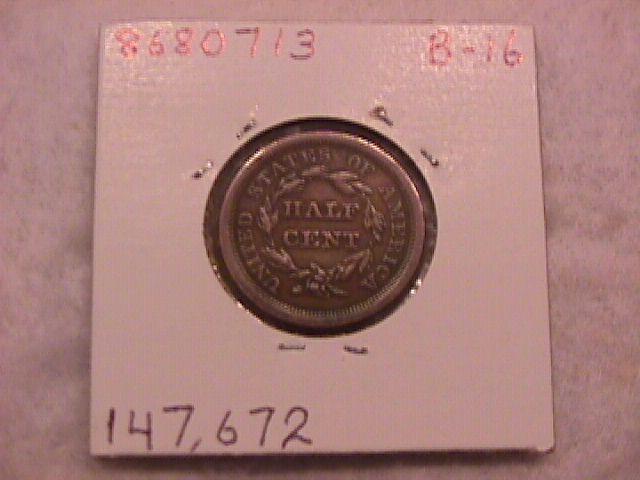 8680713 B-16
UNITED STATES OF AMERICA
HALF
CENT
147,672